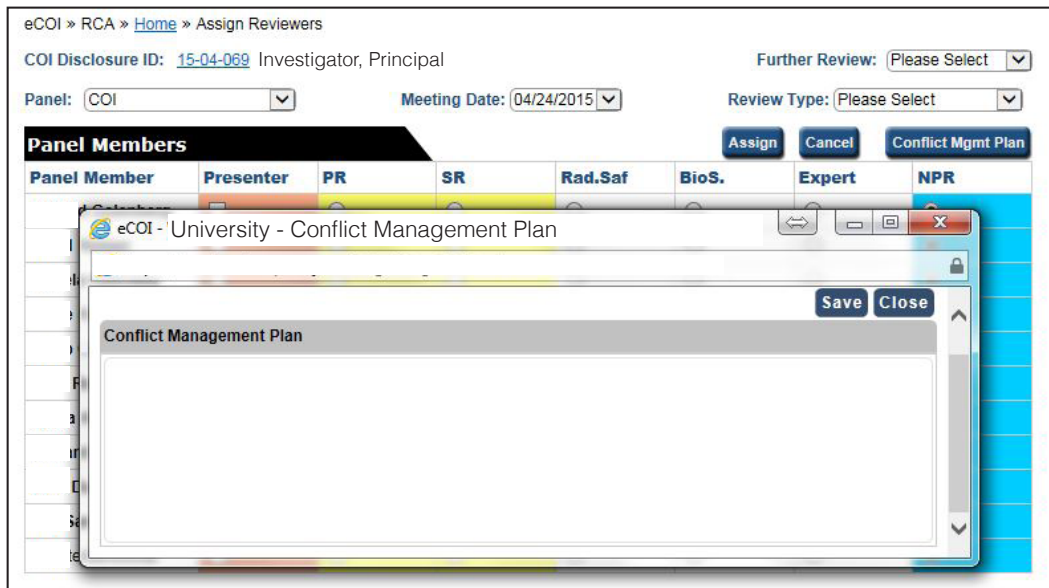 eCOI » RCA » Home » Assign Reviewers
COI Disclosure ID: 15-04-069 Investigator, Principal Further Review: Please Select
Panel: COI Meeting Date: 04/24/2015 Review Type: Please Select
Panel Members Assign Cancel Conflict Mgmt Plan
Panel Member Presenter PR SR Rad.Saf BioS. Expert NPR
eCOI - University - Conflict Management Plan
Save Close
Conflict Management Plan